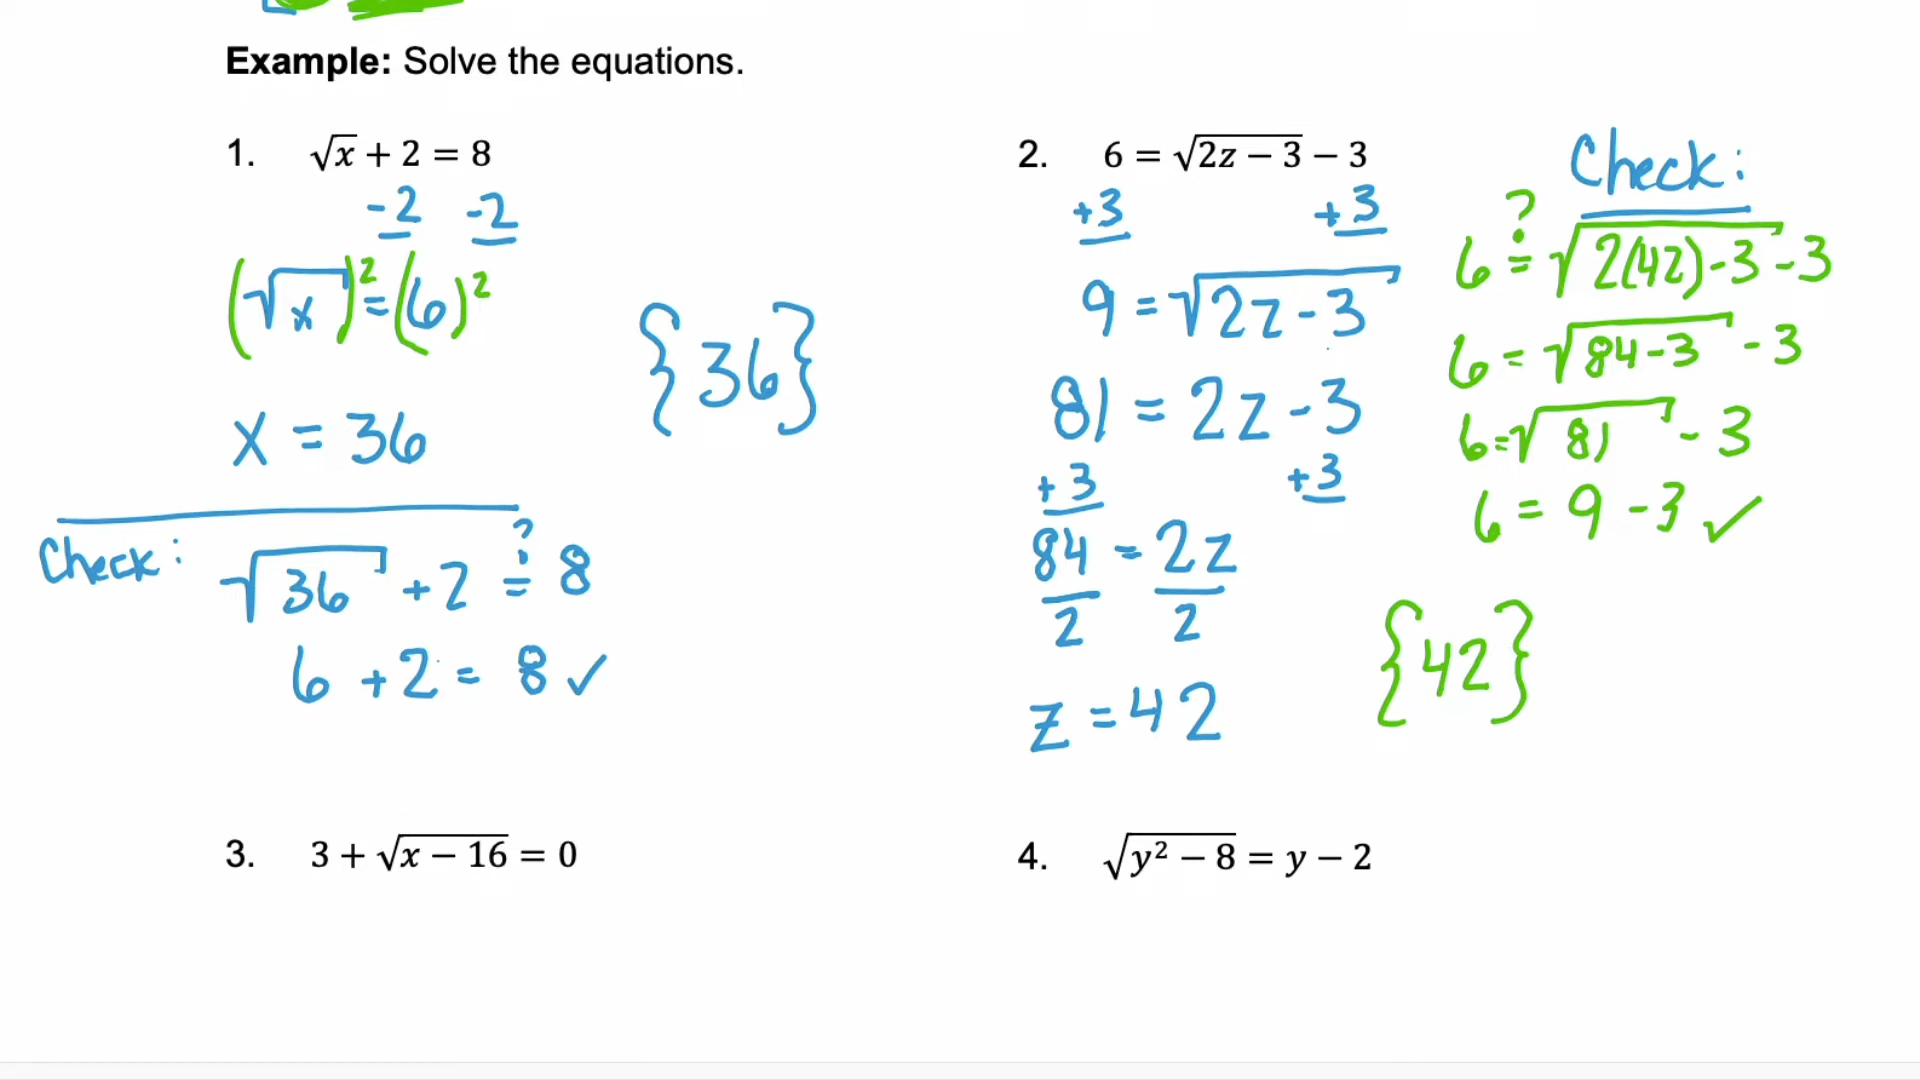 Example: Solve the equations.
1. √x + 2 = 8
-2 -2
(√x)² = (6)²
x = 36
{36}
Check: √36 + 2 ?= 8
6 + 2 = 8 ✓
2. 6 = √(2z − 3) − 3
+3 +3
9 = √(2z - 3)
81 = 2z - 3
+3 +3
84 = 2z
2 2
z = 42
Check:
6 ?= √(2(42) - 3) - 3
6 = √(84 - 3) - 3
6 = √81 - 3
6 = 9 - 3 ✓
{42}
3. 3 + √(x − 16) = 0
4. √(y² − 8) = y − 2